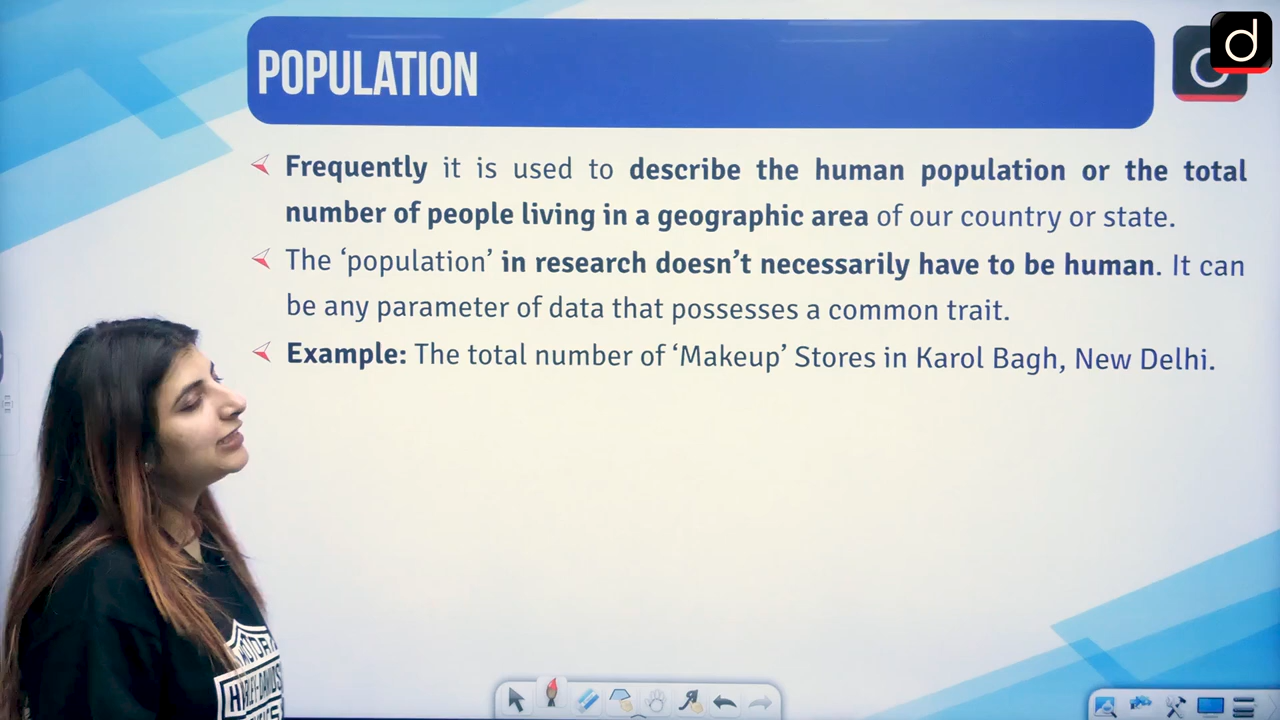 d
POPULATION
Frequently it is used to describe the human population or the total
number of people living in a geographic area of our country or state.
The ‘population’ in research doesn’t necessarily have to be human. It can
be any parameter of data that possesses a common trait.
Example: The total number of ‘Makeup’ Stores in Karol Bagh, New Delhi.
HARLEY-DAVIDS